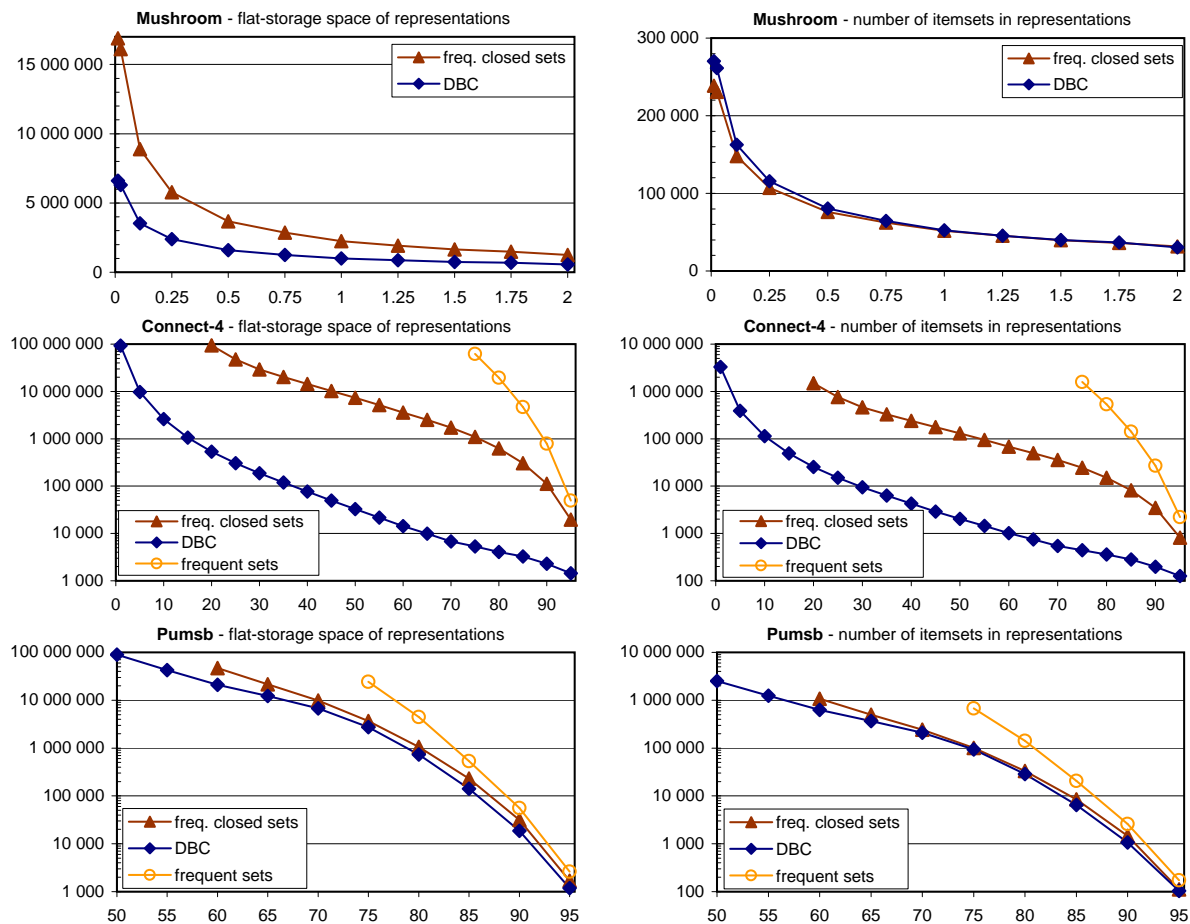 Mushroom - flat-storage space of representations
15 000 000
10 000 000
5 000 000
0
0 0.25 0.5 0.75 1 1.25 1.5 1.75 2
freq. closed sets
DBC
Mushroom - number of itemsets in representations
300 000
200 000
100 000
0
0 0.25 0.5 0.75 1 1.25 1.5 1.75 2
freq. closed sets
DBC
Connect-4 - flat-storage space of representations
100 000 000
10 000 000
1 000 000
100 000
10 000
1 000
0 10 20 30 40 50 60 70 80 90
freq. closed sets
DBC
frequent sets
Connect-4 - number of itemsets in representations
10 000 000
1 000 000
100 000
10 000
1 000
100
0 10 20 30 40 50 60 70 80 90
freq. closed sets
DBC
frequent sets
Pumsb - flat-storage space of representations
100 000 000
10 000 000
1 000 000
100 000
10 000
1 000
50 55 60 65 70 75 80 85 90 95
freq. closed sets
DBC
frequent sets
Pumsb - number of itemsets in representations
10 000 000
1 000 000
100 000
10 000
1 000
100
50 55 60 65 70 75 80 85 90 95
freq. closed sets
DBC
frequent sets